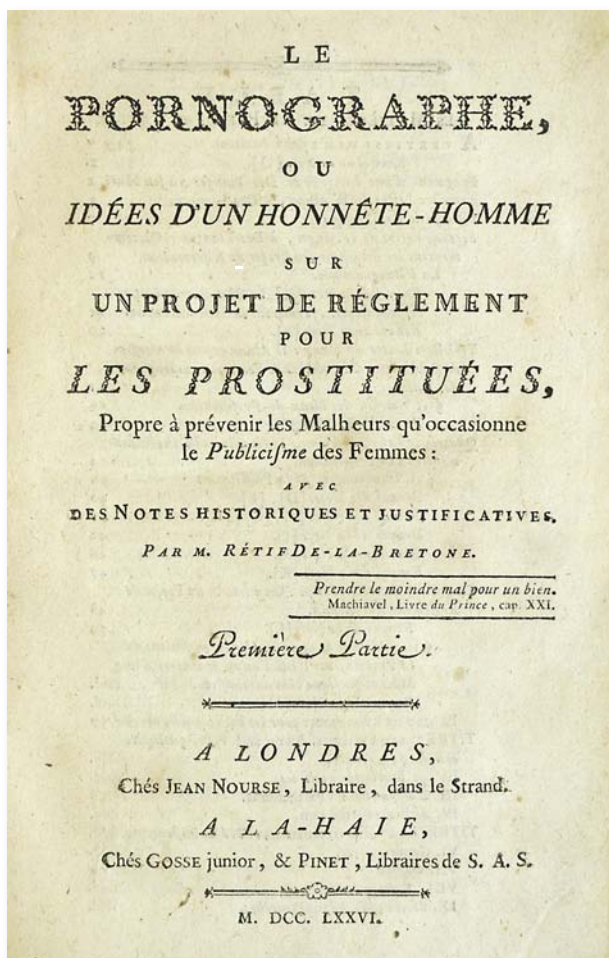 LE
PORNOGRAPHE,
OU
IDÉES D'UN HONNÊTE-HOMME
SUR
UN PROJET DE RÉGLEMENT
POUR
LES PROSTITUÉES,
Propre à prévenir les Malheurs qu'occasionne
le Publiciſme des Femmes :
AVEC
DES NOTES HISTORIQUES ET JUSTIFICATIVES.
PAR M. RÉTIFDE-LA-BRETONE.
Prendre le moindre mal pour un bien.
Machiavel, Livre du Prince, cap. XXI.
Première Partie.
A LONDRES,
Chés JEAN NOURSE, Libraire, dans le Strand.
A LA-HAIE,
Chés GOSSE junior, & PINET, Libraires de S. A. S.
M. DCC. LXXVI.